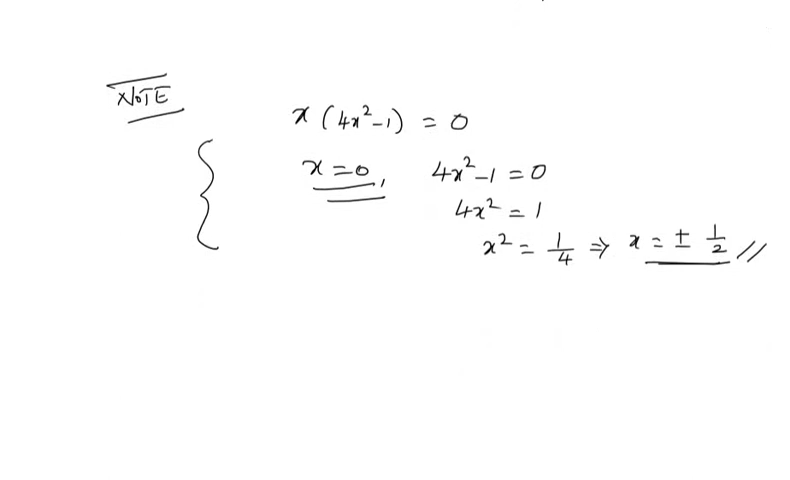 NOTE
x (4x²-1) = 0
x = 0, 4x²-1 = 0
4x² = 1
x² = 1/4 ⇒ x = ± 1/2 //